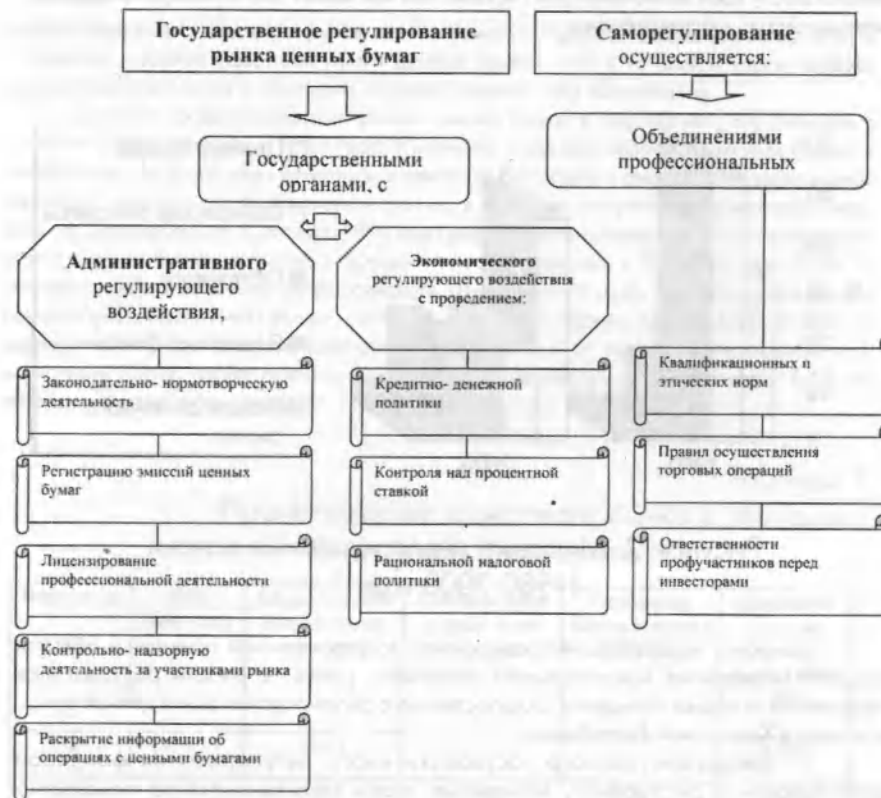 Государственное регулирование
рынка ценных бумаг
Саморегулирование
осуществляется:
Государственными
органами, с
Объединениями
профессиональных
Административного
регулирующего
воздействия,
Экономического
регулирующего воздействия
с проведением:
Законодательно- нормотворческую
деятельность
Регистрацию эмиссий ценных
бумаг
Лицензирование
профессиональной деятельности
Контрольно- надзорную
деятельность за участниками рынка
Раскрытие информации об
операциях с ценными бумагами
Кредитно- денежной
политики
Контроля над процентной
ставкой
Рациональной налоговой
политики
Квалификационных и
этических норм
Правил осуществления
торговых операций
Ответственности
профучастников перед
инвесторами